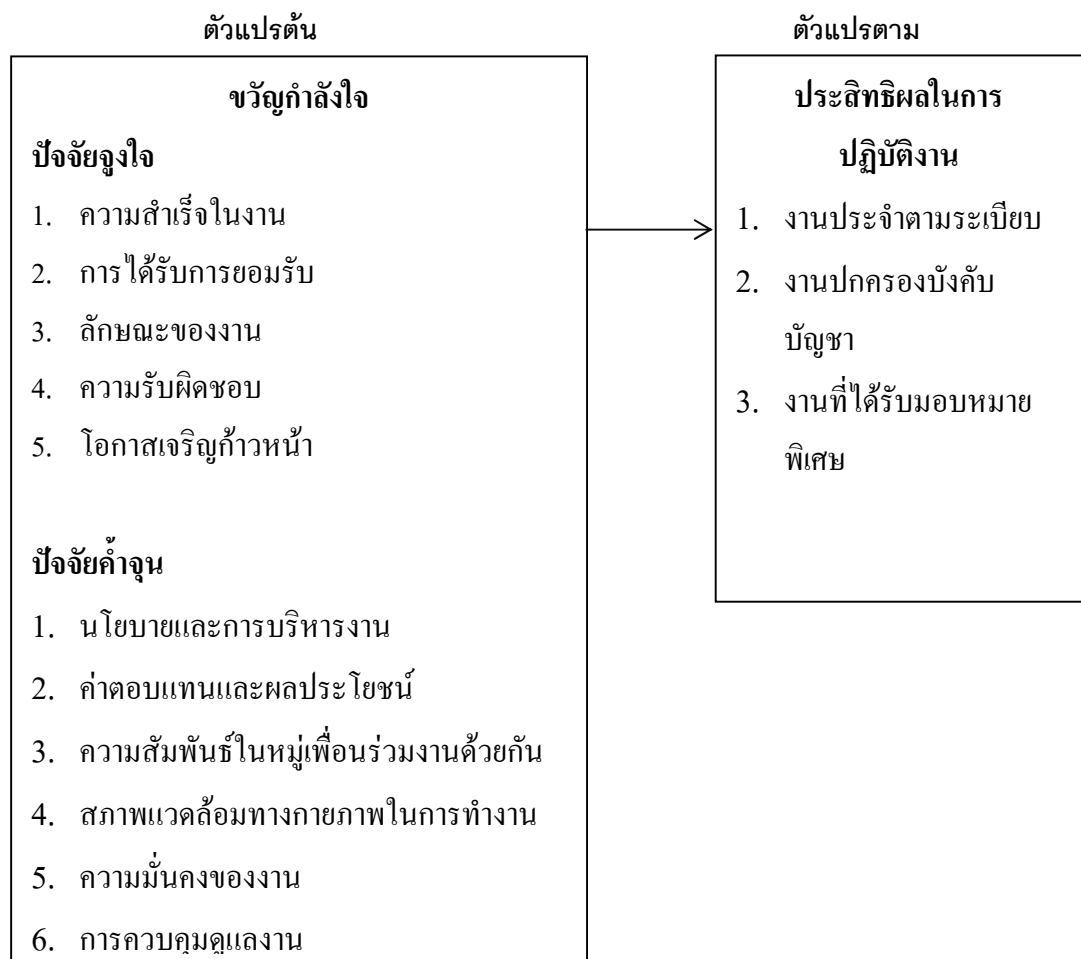 ตัวแปรต้น
ขวัญกำลังใจ
ปัจจัยจูงใจ
1. ความสำเร็จในงาน
2. การได้รับการยอมรับ
3. ลักษณะของงาน
4. ความรับผิดชอบ
5. โอกาสเจริญก้าวหน้า
ปัจจัยค้ำจุน
1. นโยบายและการบริหารงาน
2. ค่าตอบแทนและผลประโยชน์
3. ความสัมพันธ์ในหมู่เพื่อนร่วมงานด้วยกัน
4. สภาพแวดล้อมทางกายภาพในการทำงาน
5. ความมั่นคงของงาน
6. การควบคุมดูแลงาน
ตัวแปรตาม
ประสิทธิผลในการ
ปฏิบัติงาน
1. งานประจำตามระเบียบ
2. งานปกครองบังคับ
บัญชา
3. งานที่ได้รับมอบหมาย
พิเศษ